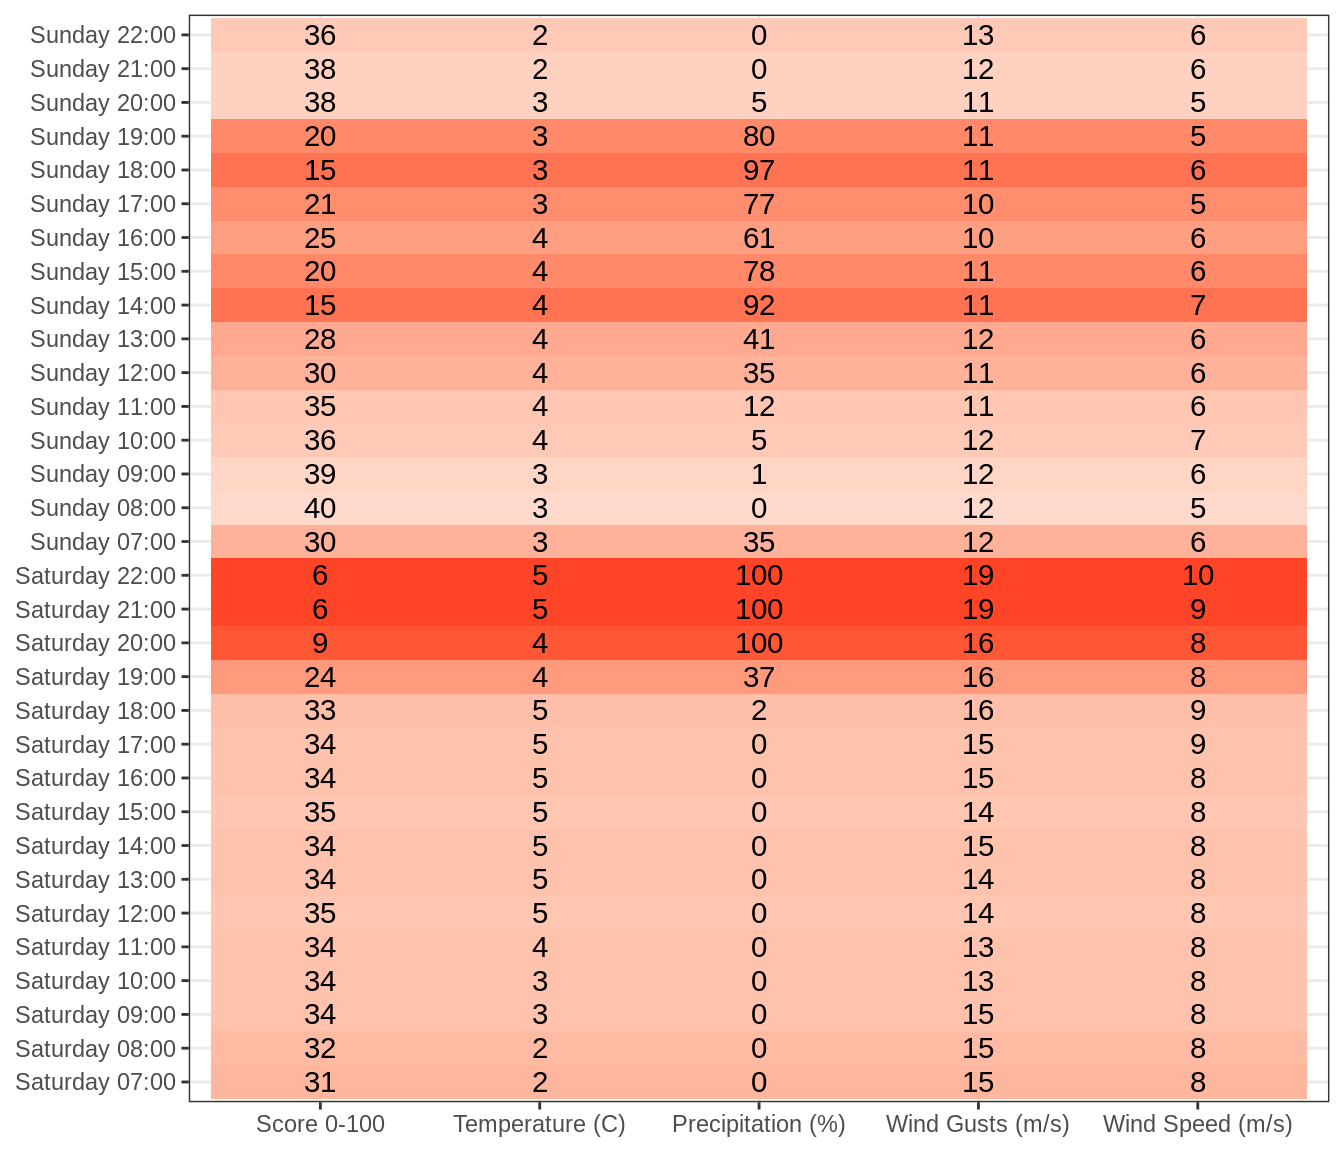 Sunday 22:00 36 2 0 13 6
Sunday 21:00 38 2 0 12 6
Sunday 20:00 38 3 5 11 5
Sunday 19:00 20 3 80 11 5
Sunday 18:00 15 3 97 11 6
Sunday 17:00 21 3 77 10 5
Sunday 16:00 25 4 61 10 6
Sunday 15:00 20 4 78 11 6
Sunday 14:00 15 4 92 11 7
Sunday 13:00 28 4 41 12 6
Sunday 12:00 30 4 35 11 6
Sunday 11:00 35 4 12 11 6
Sunday 10:00 36 4 5 12 7
Sunday 09:00 39 3 1 12 6
Sunday 08:00 40 3 0 12 5
Sunday 07:00 30 3 35 12 6
Saturday 22:00 6 5 100 19 10
Saturday 21:00 6 5 100 19 9
Saturday 20:00 9 4 100 16 8
Saturday 19:00 24 4 37 16 8
Saturday 18:00 33 5 2 16 9
Saturday 17:00 34 5 0 15 9
Saturday 16:00 34 5 0 15 8
Saturday 15:00 35 5 0 14 8
Saturday 14:00 34 5 0 15 8
Saturday 13:00 34 5 0 14 8
Saturday 12:00 35 5 0 14 8
Saturday 11:00 34 4 0 13 8
Saturday 10:00 34 3 0 13 8
Saturday 09:00 34 3 0 15 8
Saturday 08:00 32 2 0 15 8
Saturday 07:00 31 2 0 15 8
Score 0-100 Temperature (C) Precipitation (%) Wind Gusts (m/s) Wind Speed (m/s)